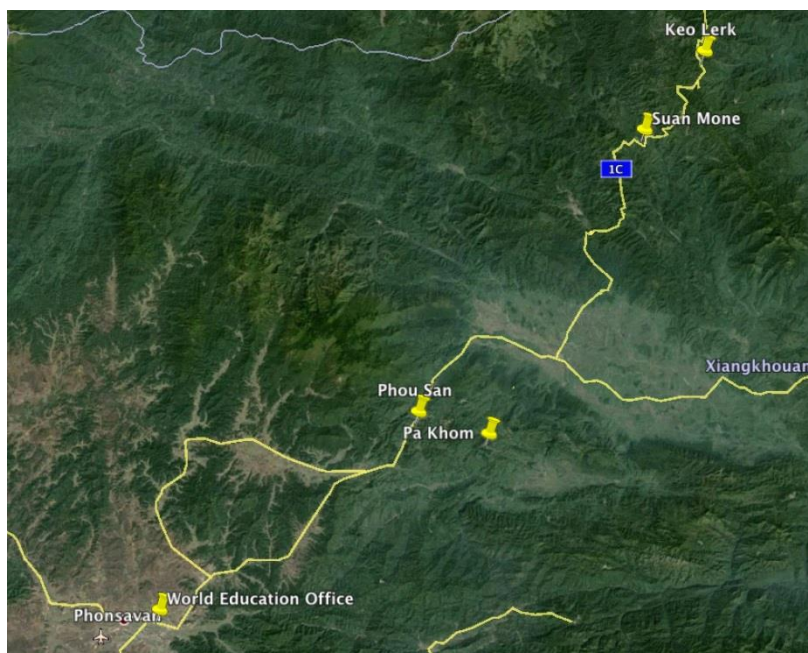 Keo Lerk
Suan Mone
1C
Xiangkhouan
Phou San
Pa Khom
World Education Office
Phonsavan